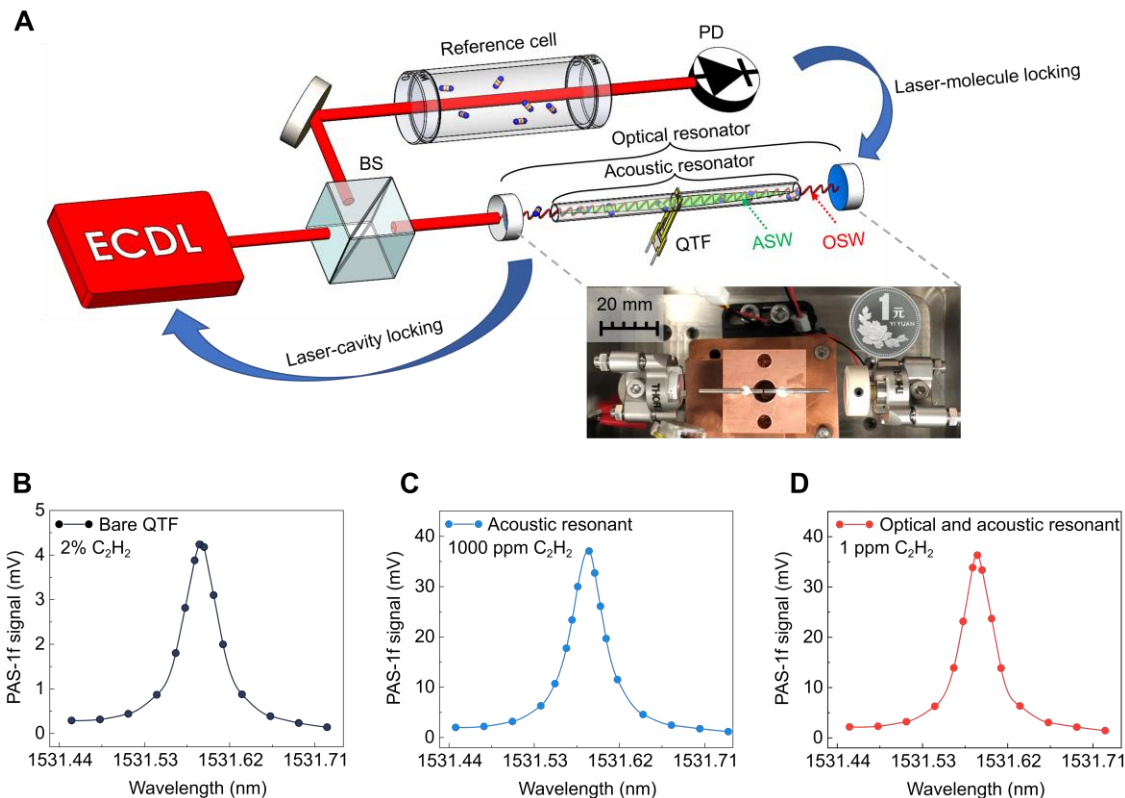 A
Reference cell
PD
Laser-molecule locking
Optical resonator
Acoustic resonator
BS
ECDL
QTF
ASW
OSW
Laser-cavity locking
20 mm
1
元
YI YUAN
THOR
B
PAS-1f signal (mV)
Bare QTF
2% C₂H₂
5
4
3
2
1
0
1531.44 1531.53 1531.62 1531.71
Wavelength (nm)
C
PAS-1f signal (mV)
Acoustic resonant
1000 ppm C₂H₂
40
30
20
10
0
1531.44 1531.53 1531.62 1531.71
Wavelength (nm)
D
PAS-1f signal (mV)
Optical and acoustic resonant
1 ppm C₂H₂
40
30
20
10
0
1531.44 1531.53 1531.62 1531.71
Wavelength (nm)